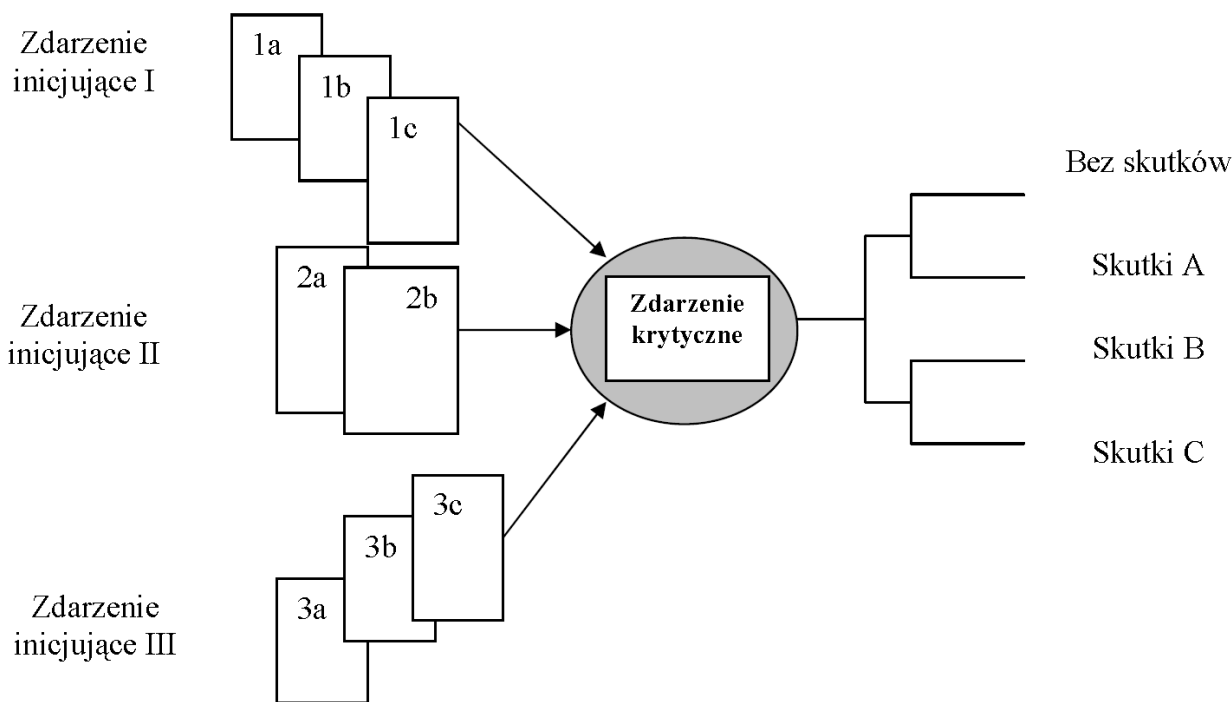 Zdarzenie
inicjujące I
1a
1b
1c
Zdarzenie
inicjujące II
2a
2b
Zdarzenie
inicjujące III
3a
3b
3c
Zdarzenie
krytyczne
Bez skutków
Skutki A
Skutki B
Skutki C